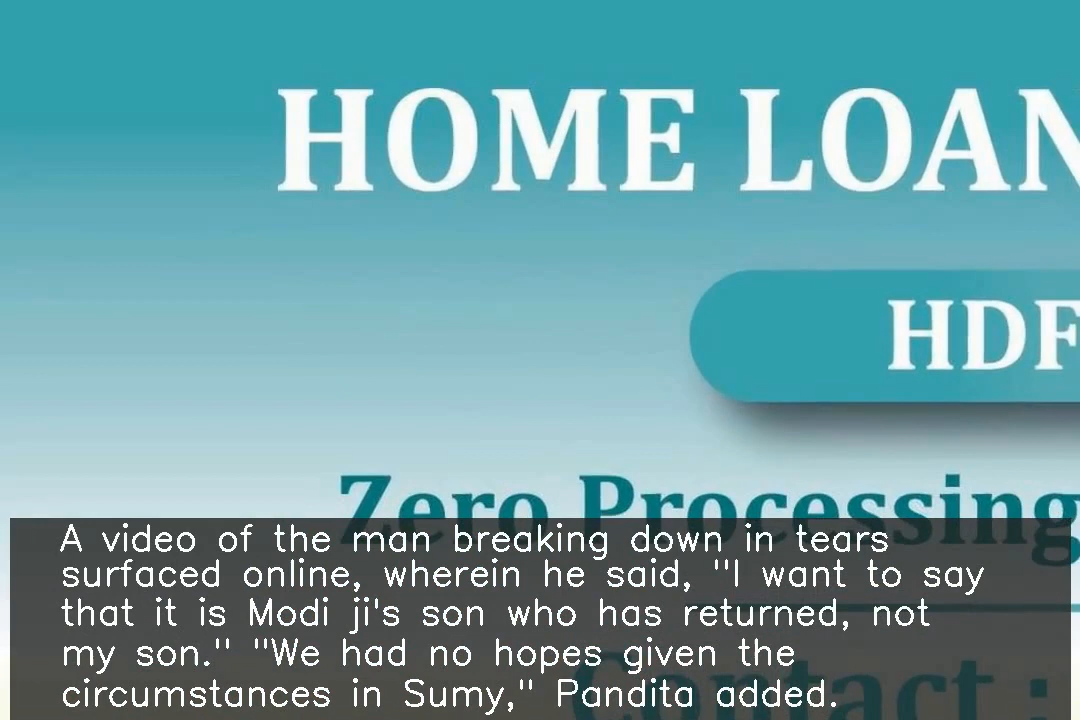 HOME LOAN
HDF
Zero Processing
A video of the man breaking down in tears
surfaced online, wherein he said, "I want to say
that it is Modi ji's son who has returned, not
my son." "We had no hopes given the
circumstances in Sumy," Pandita added.
Contact :